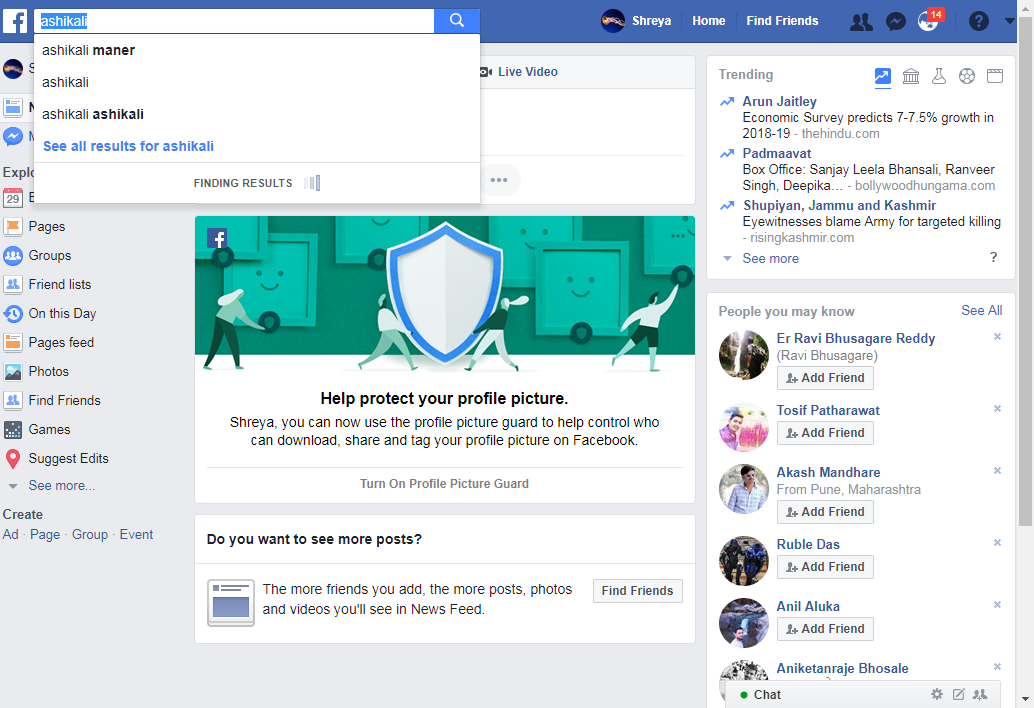 ashikali
Shreya
Home
Find Friends
14
?
ashikali maner
ashikali
ashikali ashikali
See all results for ashikali
FINDING RESULTS
Live Video
S
N
M
Explo
29
E
Pages
Groups
Friend lists
On this Day
Pages feed
Photos
Find Friends
Games
Suggest Edits
See more...
Create
Ad · Page · Group · Event
Help protect your profile picture.
Shreya, you can now use the profile picture guard to help control who
can download, share and tag your profile picture on Facebook.
Turn On Profile Picture Guard
Do you want to see more posts?
The more friends you add, the more posts, photos
and videos you'll see in News Feed.
Find Friends
Trending
Arun Jaitley
Economic Survey predicts 7-7.5% growth in
2018-19 - thehindu.com
Padmaavat
Box Office: Sanjay Leela Bhansali, Ranveer
Singh, Deepika… - bollywoodhungama.com
Shupiyan, Jammu and Kashmir
Eyewitnesses blame Army for targeted killing
- risingkashmir.com
See more
?
People you may know
See All
Er Ravi Bhusagare Reddy
(Ravi Bhusagare)
Add Friend
Tosif Patharawat
Add Friend
Akash Mandhare
From Pune, Maharashtra
Add Friend
Ruble Das
Add Friend
Anil Aluka
Add Friend
Aniketanraje Bhosale
Chat